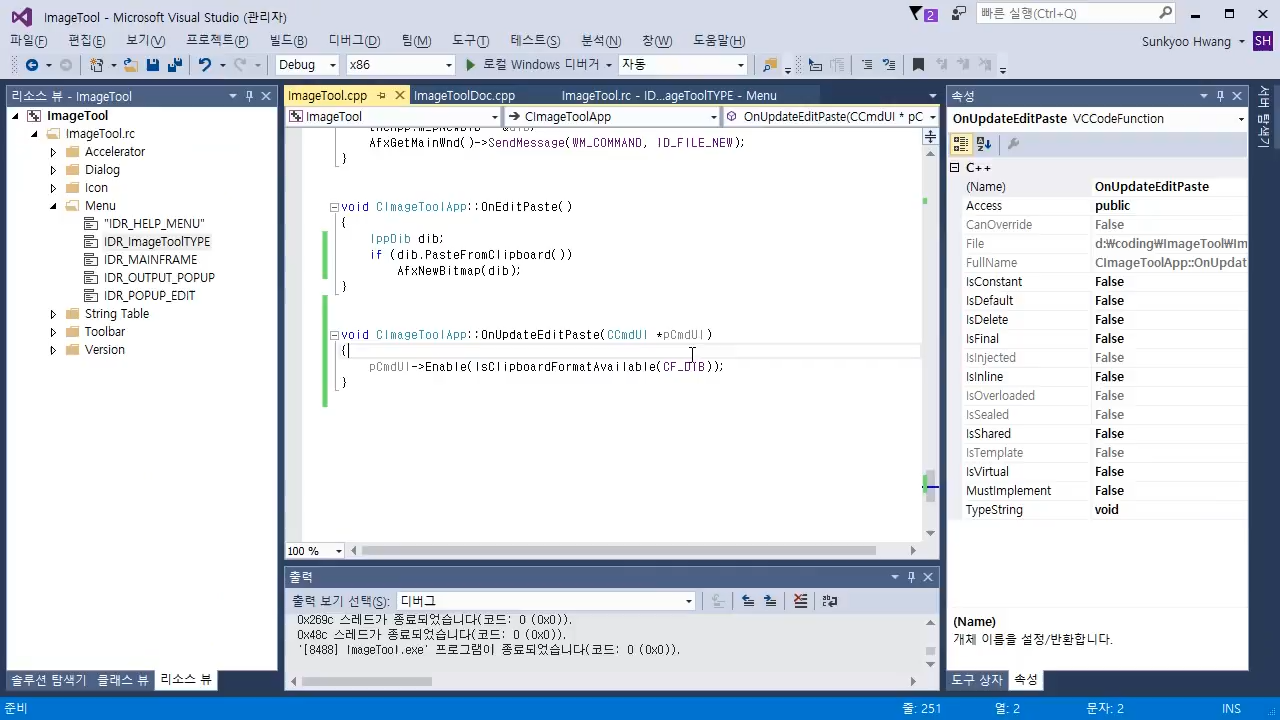 ImageTool - Microsoft Visual Studio (관리자)
2
빠른 실행(Ctrl+Q)
파일(F) 편집(E) 보기(V) 프로젝트(P) 빌드(B) 디버그(D) 팀(M) 도구(T) 테스트(S) 분석(N) 창(W) 도움말(H)
Sunkyoo Hwang SH
Debug x86 로컬 Windows 디버거 자동
리소스 뷰 - ImageTool
ImageTool
ImageTool.rc
Accelerator
Dialog
Icon
Menu
"IDR_HELP_MENU"
IDR_ImageToolTYPE
IDR_MAINFRAME
IDR_OUTPUT_POPUP
IDR_POPUP_EDIT
String Table
Toolbar
Version
솔루션 탐색기 클래스 뷰 리소스 뷰
ImageTool.cpp ImageToolDoc.cpp ImageTool.rc - ID...ageToolTYPE - Menu
ImageTool CImageToolApp OnUpdateEditPaste(CCmdUI * pC
AfxGetMainWnd()->SendMessage(WM_COMMAND, ID_FILE_NEW);
}
void CImageToolApp::OnEditPaste()
{
IppDib dib;
if (dib.PasteFromClipboard())
AfxNewBitmap(dib);
}
void CImageToolApp::OnUpdateEditPaste(CCmdUI *pCmdUI)
{
pCmdUI->Enable(IsClipboardFormatAvailable(CF_DIB));
}
100 %
출력
출력 보기 선택(S): 디버그
0x269c 스레드가 종료되었습니다(코드: 0 (0x0)).
0x48c 스레드가 종료되었습니다(코드: 0 (0x0)).
'[8488] ImageTool.exe' 프로그램이 종료되었습니다(코드: 0 (0x0)).
속성
OnUpdateEditPaste VCCodeFunction
C++
(Name) OnUpdateEditPaste
Access public
CanOverride False
File d:₩coding₩ImageTool₩Im
FullName CImageToolApp::OnUpdat
IsConstant False
IsDefault False
IsDelete False
IsFinal False
IsInjected False
IsInline False
IsOverloaded False
IsSealed False
IsShared False
IsTemplate False
IsVirtual False
MustImplement False
TypeString void
(Name)
개체 이름을 설정/반환합니다.
도구 상자 속성
서버 탐색기
준비 줄: 251 열: 2 문자: 2 INS